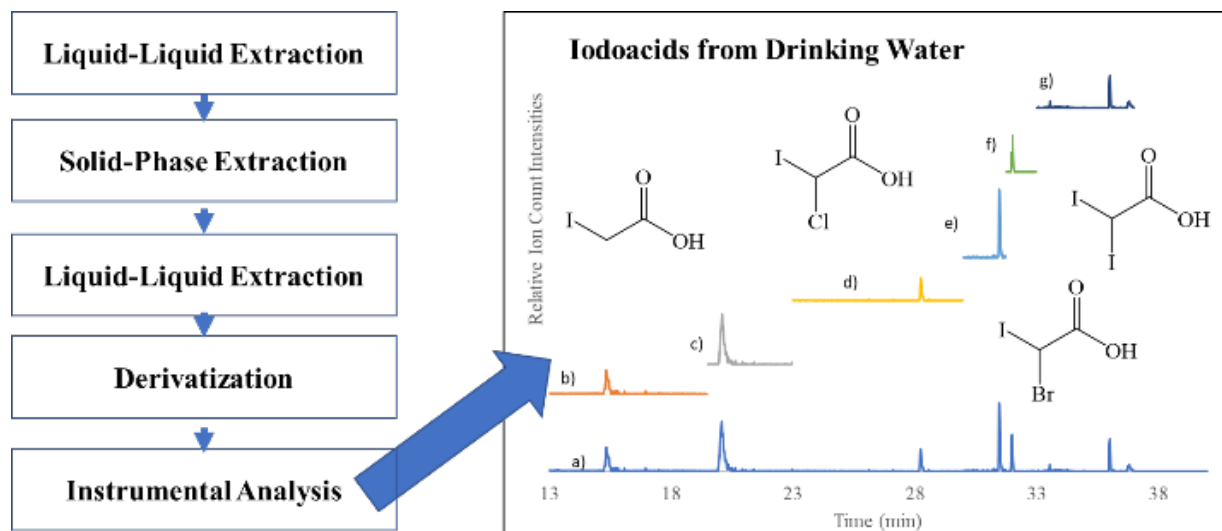 Liquid-Liquid Extraction
Solid-Phase Extraction
Liquid-Liquid Extraction
Derivatization
Instrumental Analysis
Iodoacids from Drinking Water
Relative Ion Count Intensities
g)
f)
e)
d)
c)
b)
a)
O
I
OH
O
I
OH
Cl
O
I
OH
I
O
I
OH
Br
13 18 23 28 33 38
Time (min)